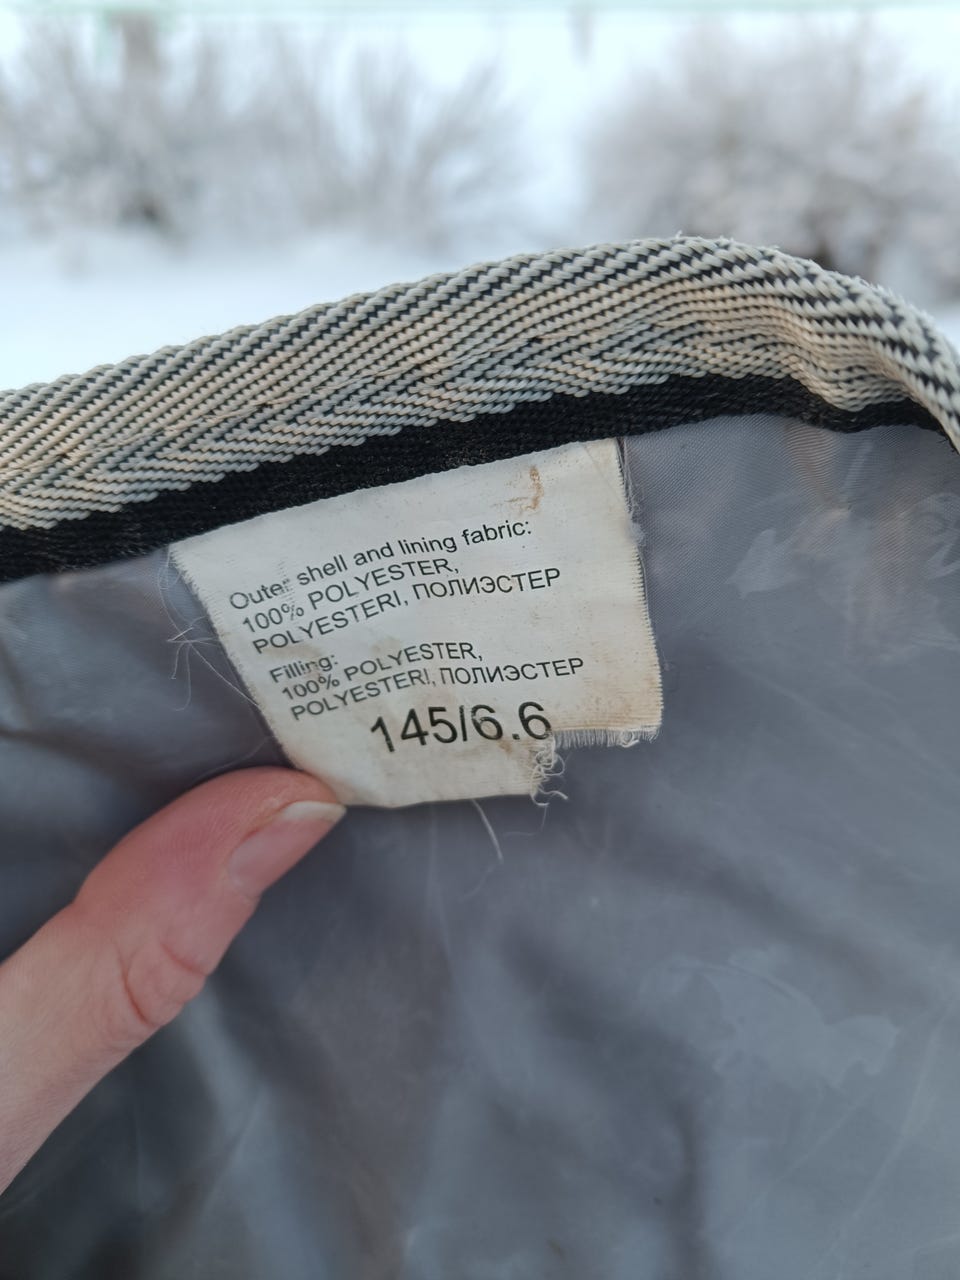 Outer shell and lining fabric:
100% POLYESTER,
POLYESTERI, ПОЛИЭСТЕР
Filling:
100% POLYESTER,
POLYESTERI, ПОЛИЭСТЕР
145/6.6